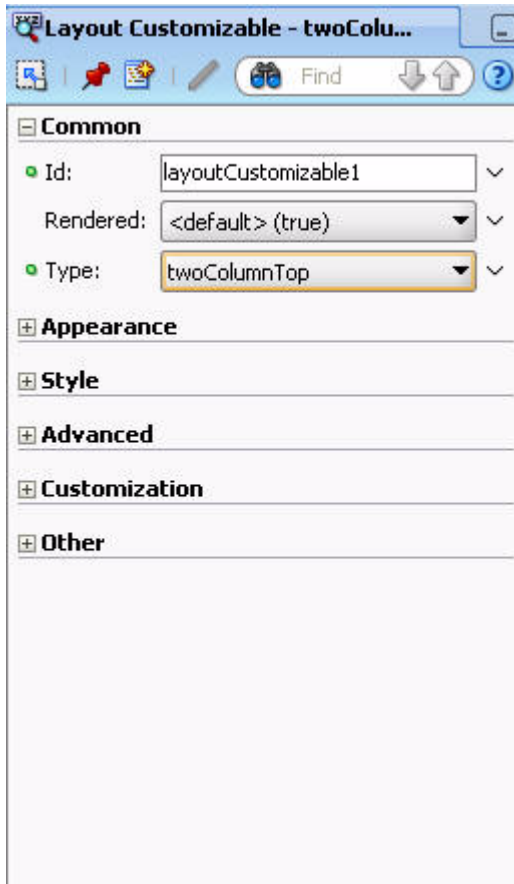 Layout Customizable - twoColu...
Find
Common
Id: layoutCustomizable1
Rendered: <default> (true)
Type: twoColumnTop
Appearance
Style
Advanced
Customization
Other